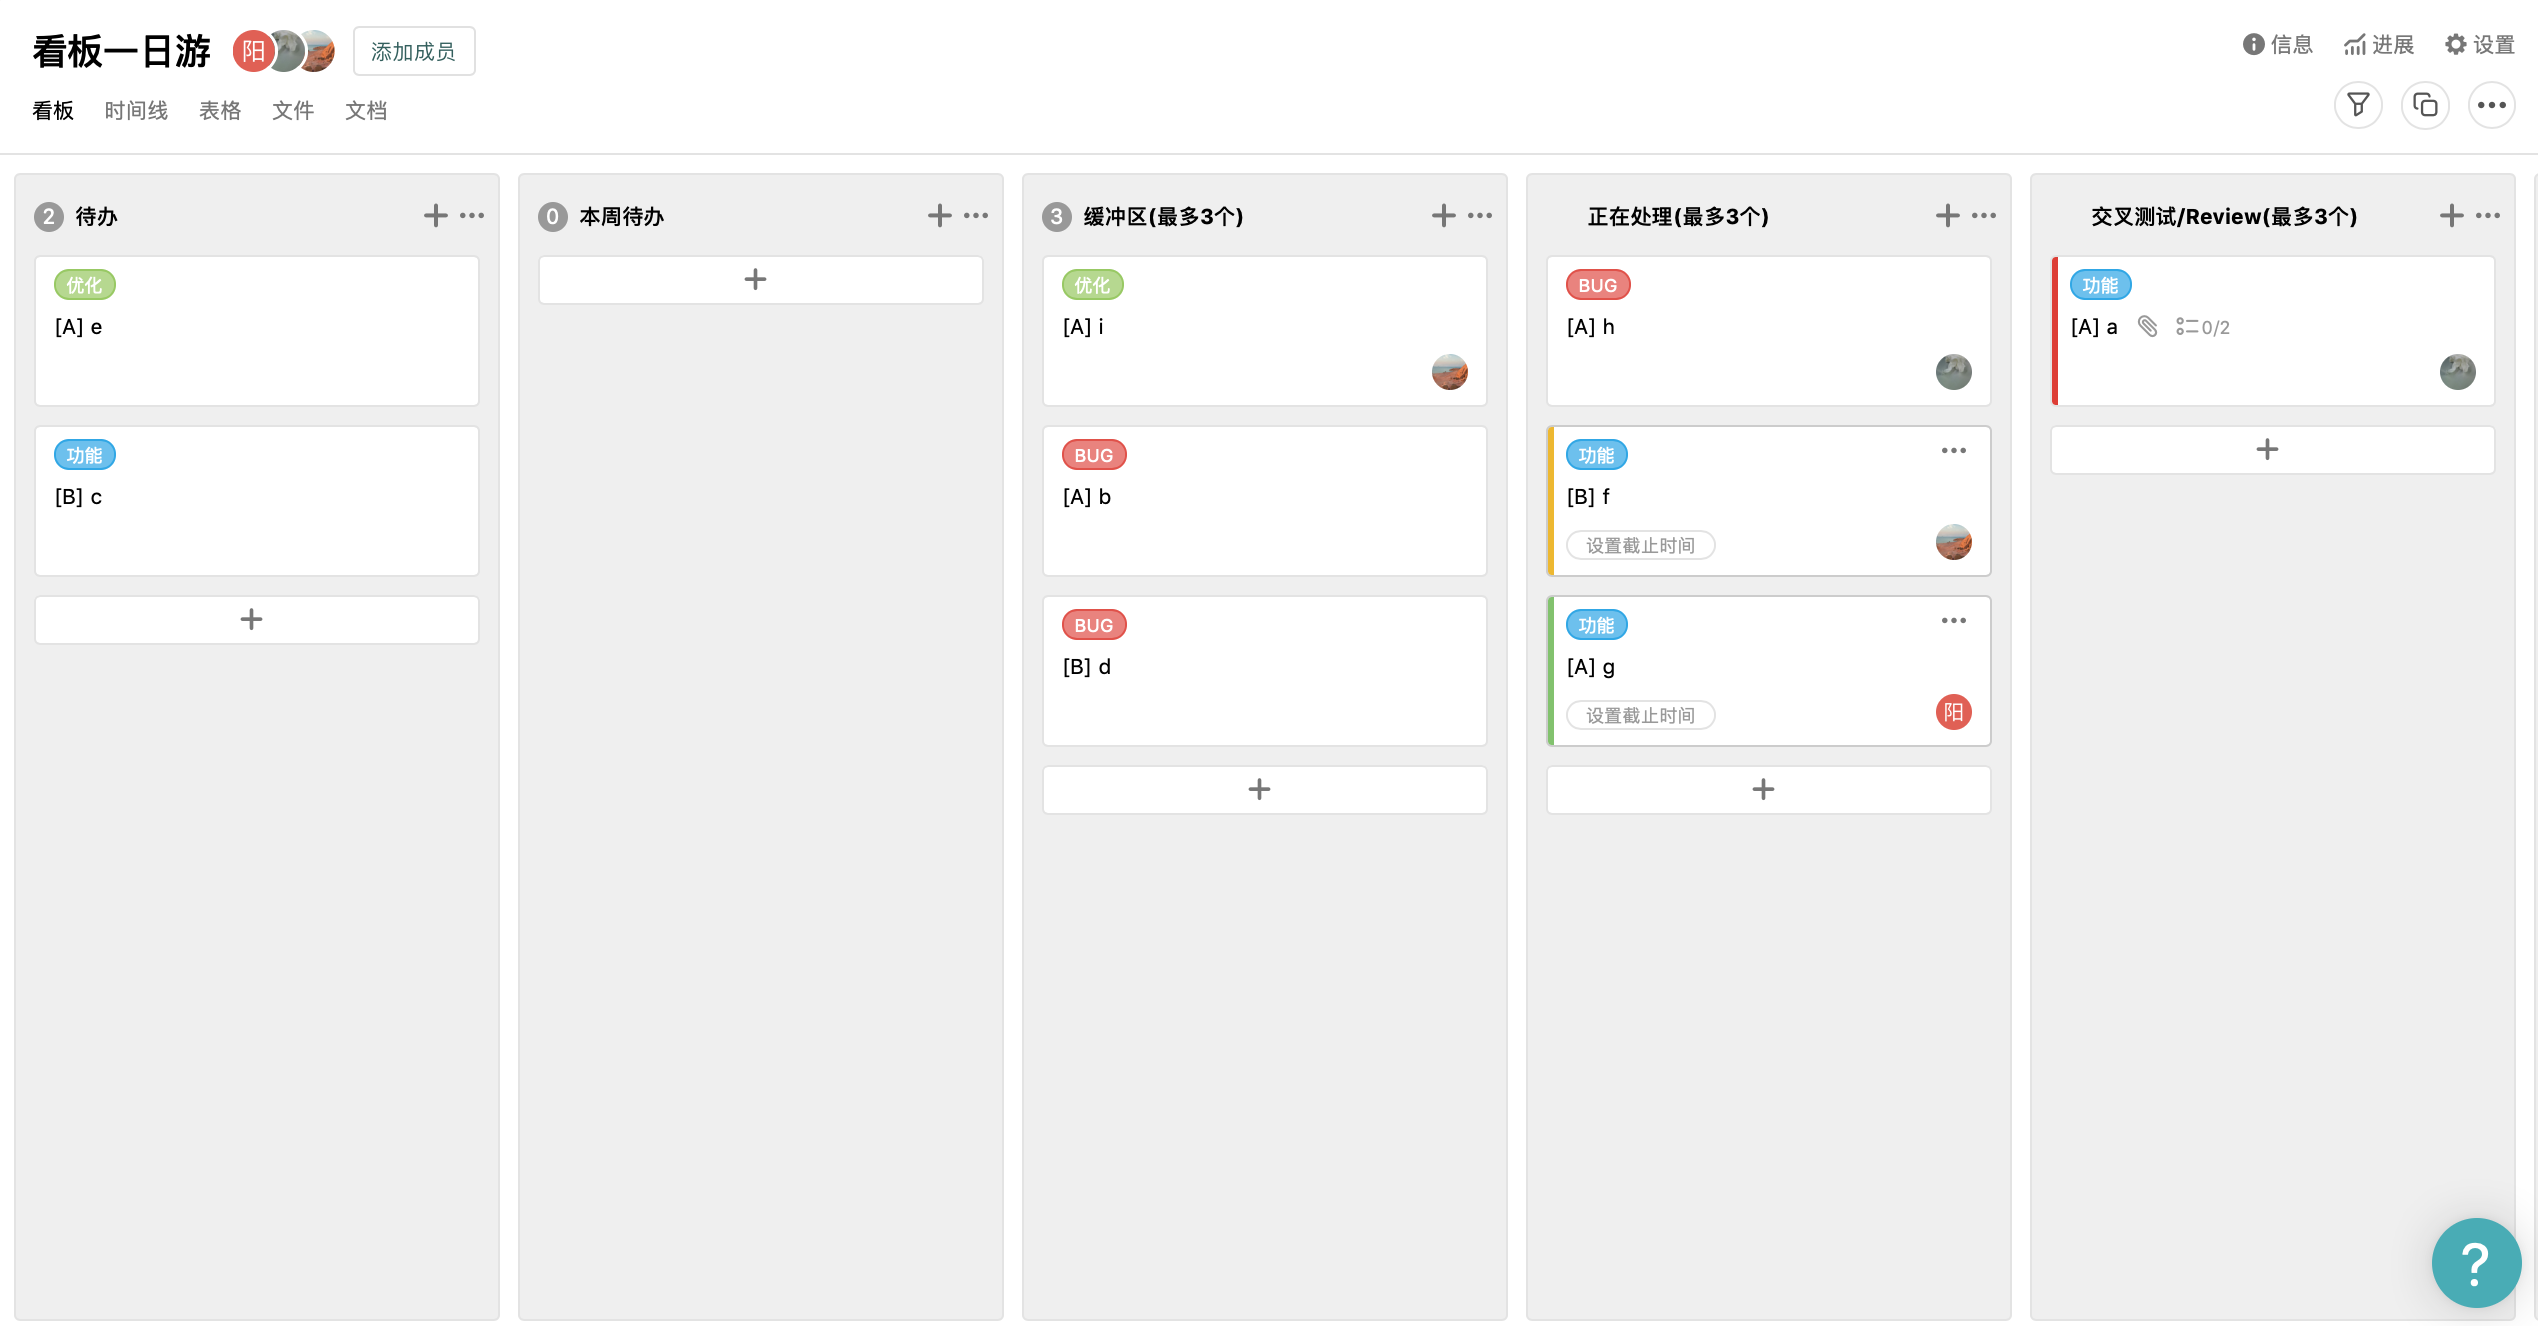 看板一日游
阳
添加成员
信息
进展
设置
看板
时间线
表格
文件
文档
2 待办
优化
[A] e
功能
[B] c
0 本周待办
3 缓冲区(最多3个)
优化
[A] i
BUG
[A] b
BUG
[B] d
正在处理(最多3个)
BUG
[A] h
功能
[B] f
设置截止时间
功能
[A] g
设置截止时间
阳
交叉测试/Review(最多3个)
功能
[A] a 0/2
?